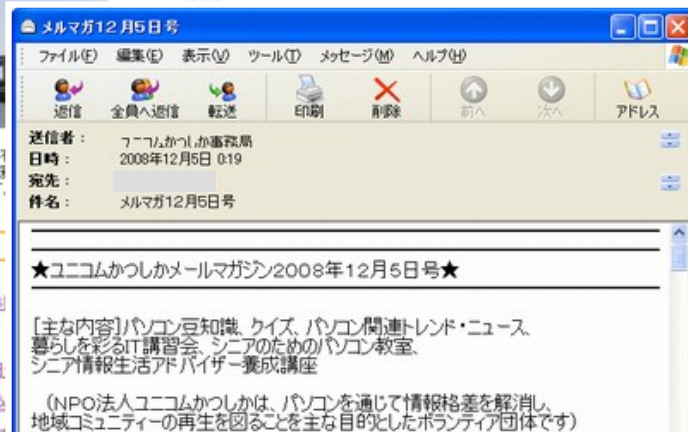 メルマガ12月5日号
ファイル(F) 編集(E) 表示(V) ツール(T) メッセージ(M) ヘルプ(H)
返信 全員へ返信 転送 印刷 削除 前へ 次へ アドレス
送信者: ユニコムかつしか事務局
日時: 2008年12月5日 0:19
宛先:
件名: メルマガ12月5日号
★ユニコムかつしかメールマガジン2008年12月5日号★
[主な内容]パソコン豆知識、クイズ、パソコン関連トレンド・ニュース、
暮らしを彩るIT講習会、シニアのためのパソコン教室、
シニア情報生活アドバイザー養成講座
(NPO法人ユニコムかつしかは、パソコンを通じて情報格差を解消し、
地域コミュニティーの再生を図ることを主な目的としたボランティア団体です)